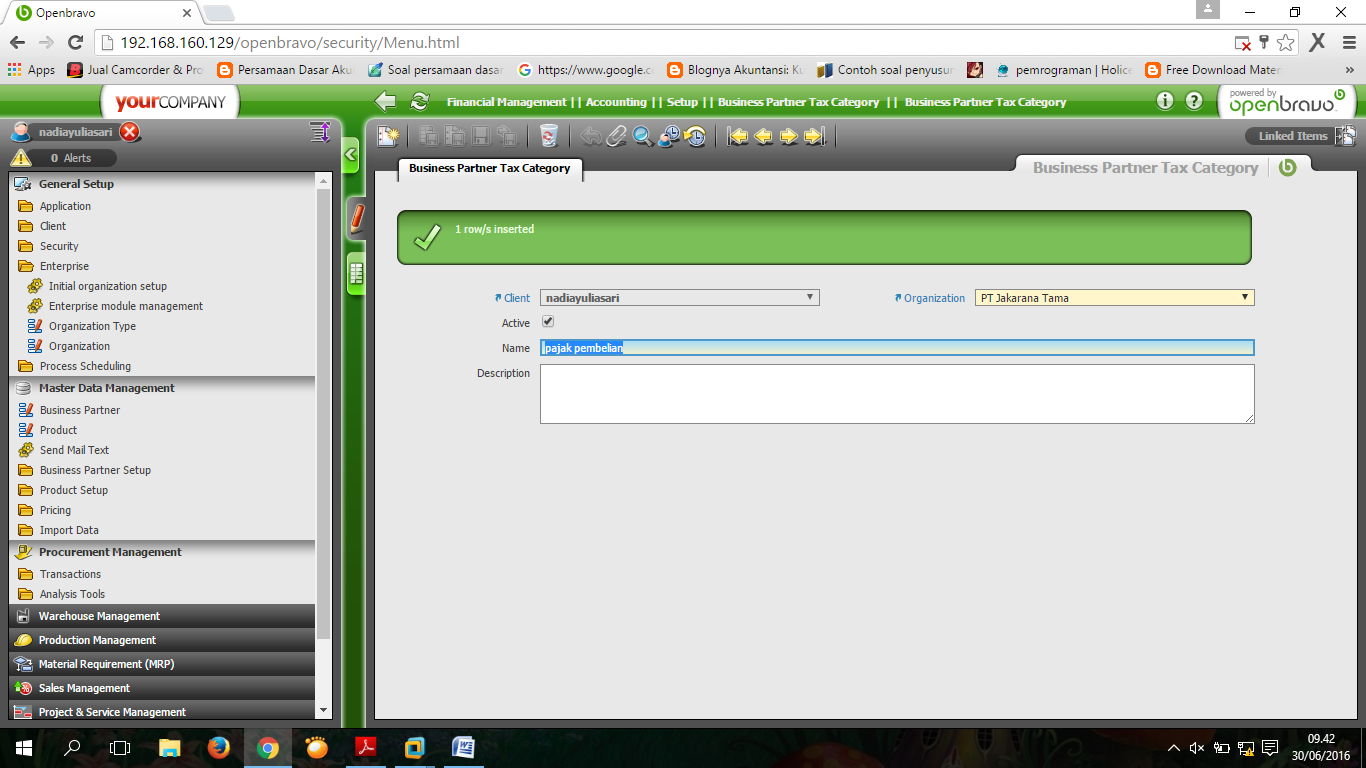 Openbravo
192.168.160.129/openbravo/security/Menu.html
Apps Jual Camcorder & Pro Persamaan Dasar Aku Soal persamaan dasar https://www.google.c Blognya Akuntansi: Ku Contoh soal penyusun pemrograman | Holice Free Download Mater »
yourCOMPANY
Financial Management || Accounting || Setup || Business Partner Tax Category || Business Partner Tax Category
powered by
openbravo
nadiayuliasari
0 Alerts
Linked Items
Business Partner Tax Category
Business Partner Tax Category
General Setup
Application
Client
Security
Enterprise
Initial organization setup
Enterprise module management
Organization Type
Organization
Process Scheduling
Master Data Management
Business Partner
Product
Send Mail Text
Business Partner Setup
Product Setup
Pricing
Import Data
Procurement Management
Transactions
Analysis Tools
Warehouse Management
Production Management
Material Requirement (MRP)
Sales Management
Project & Service Management
1 row/s inserted
Client nadiayuliasari
Organization PT Jakarana Tama
Active
Name pajak pembelian
Description
09.42
30/06/2016